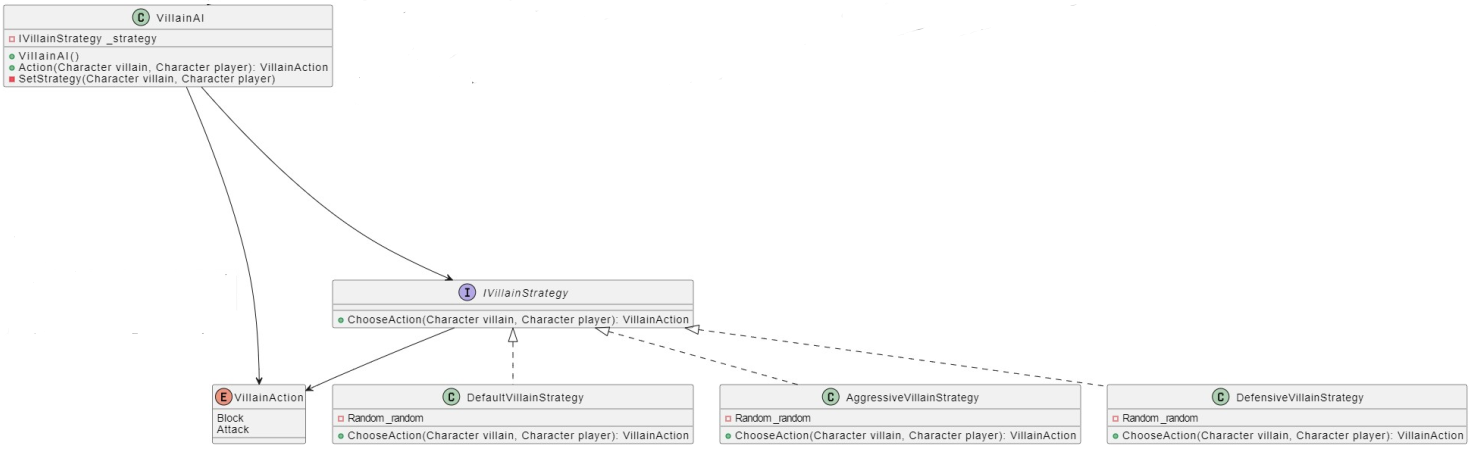 C VillainAI
IVillainStrategy _strategy
VillainAI()
Action(Character villain, Character player): VillainAction
SetStrategy(Character villain, Character player)
I IVillainStrategy
ChooseAction(Character villain, Character player): VillainAction
E VillainAction
Block
Attack
C DefaultVillainStrategy
Random _random
ChooseAction(Character villain, Character player): VillainAction
C AggressiveVillainStrategy
Random _random
ChooseAction(Character villain, Character player): VillainAction
C DefensiveVillainStrategy
Random _random
ChooseAction(Character villain, Character player): VillainAction